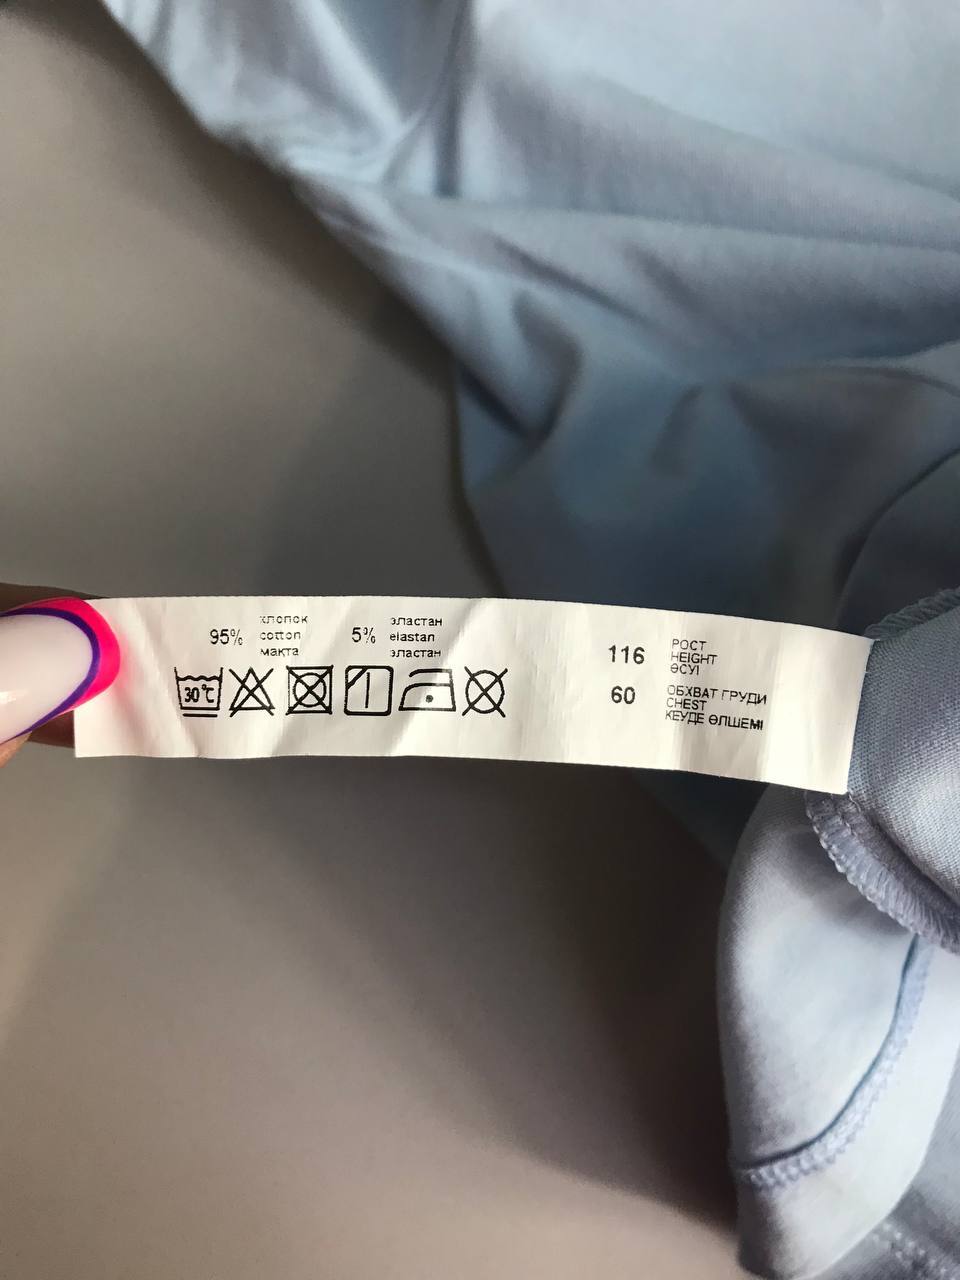 95% хлопок 5% эластан
cotton elastan
мақта эластан
30°C
116 РОСТ
HEIGHT
ӨСУІ
60 ОБХВАТ ГРУДИ
CHEST
КЕУДЕ ӨЛШЕМІ